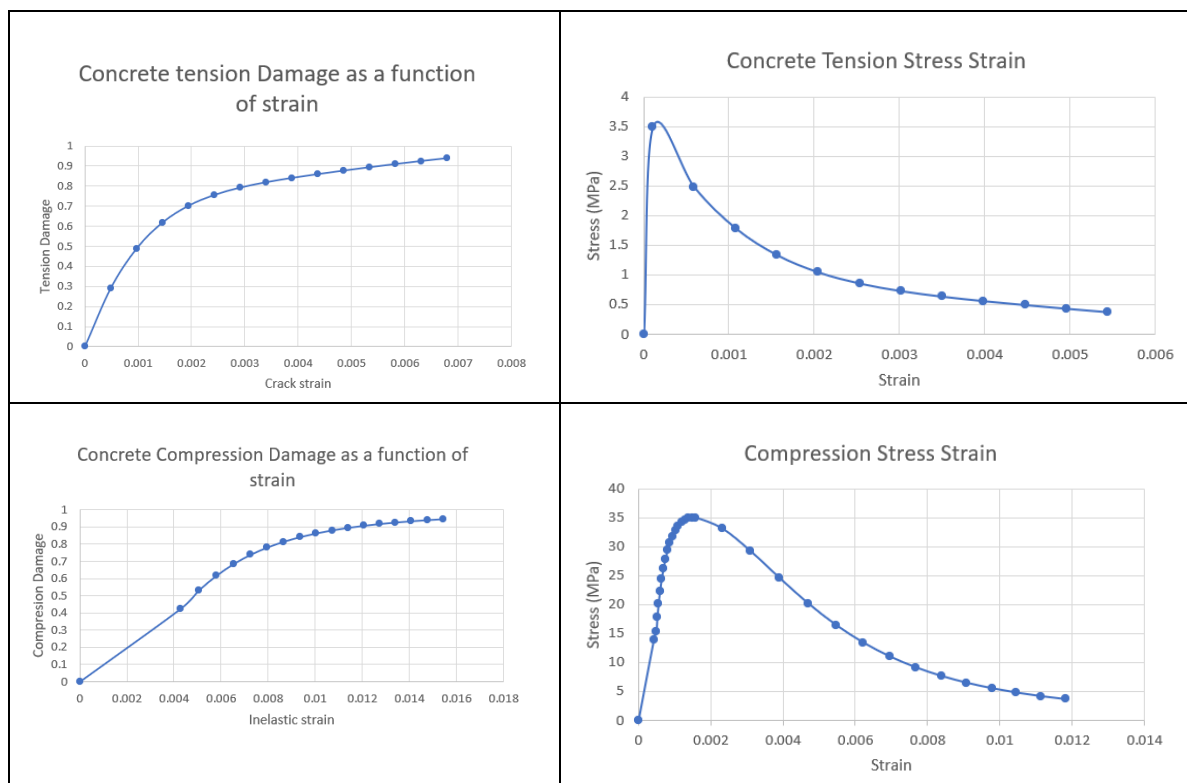 Concrete tension Damage as a function
of strain
Tension Damage
1
0.9
0.8
0.7
0.6
0.5
0.4
0.3
0.2
0.1
0
0 0.001 0.002 0.003 0.004 0.005 0.006 0.007 0.008
Crack strain
Concrete Tension Stress Strain
Stress (MPa)
4
3.5
3
2.5
2
1.5
1
0.5
0
0 0.001 0.002 0.003 0.004 0.005 0.006
Strain
Concrete Compression Damage as a function of
strain
Compresion Damage
1
0.9
0.8
0.7
0.6
0.5
0.4
0.3
0.2
0.1
0
0 0.002 0.004 0.006 0.008 0.01 0.012 0.014 0.016 0.018
Inelastic strain
Compression Stress Strain
Stress (MPa)
40
35
30
25
20
15
10
5
0
0 0.002 0.004 0.006 0.008 0.01 0.012 0.014
Strain